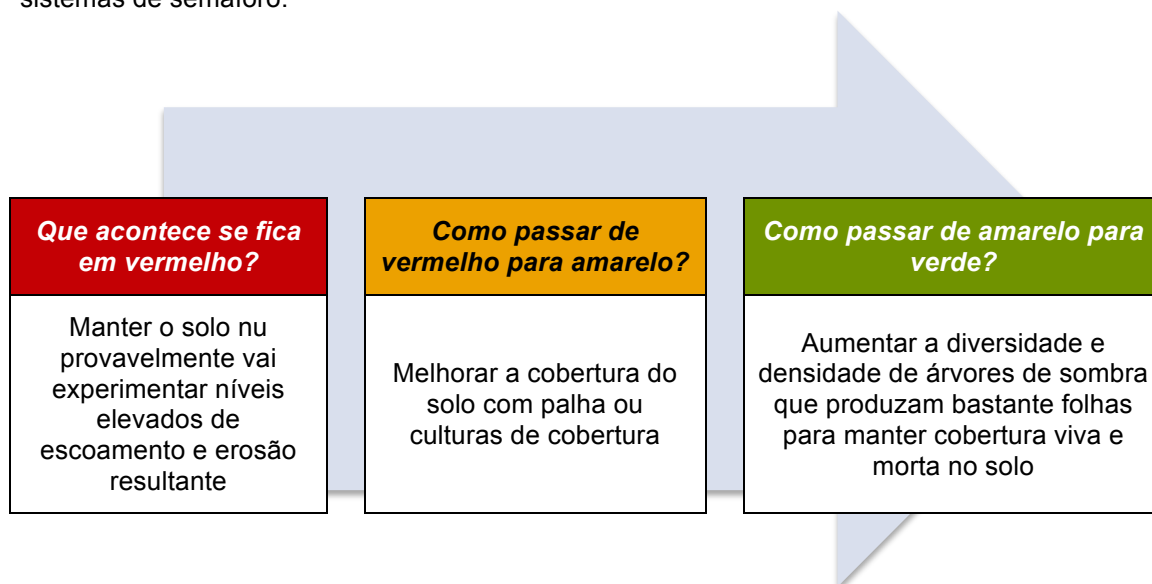 sistemas de semáforo.
Que acontece se fica
em vermelho?
Manter o solo nu
provavelmente vai
experimentar níveis
elevados de
escoamento e erosão
resultante
Como passar de
vermelho para amarelo?
Melhorar a cobertura do
solo com palha ou
culturas de cobertura
Como passar de amarelo para
verde?
Aumentar a diversidade e
densidade de árvores de sombra
que produzam bastante folhas
para manter cobertura viva e
morta no solo